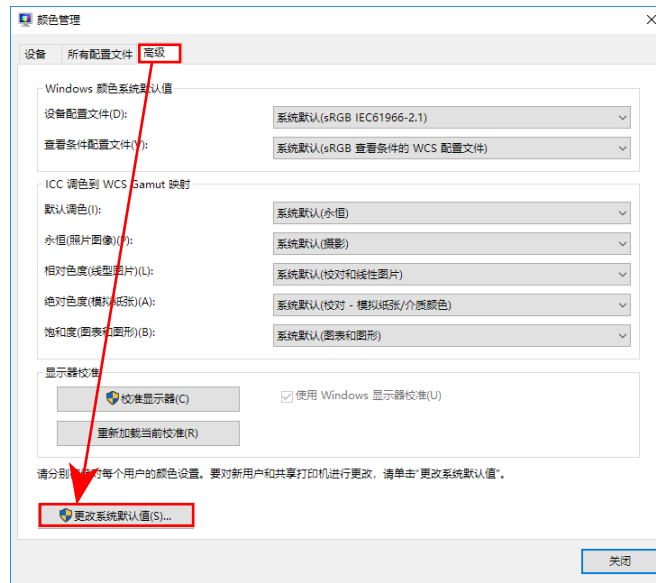 颜色管理
设备 所有配置文件 高级
Windows 颜色系统默认值
设备配置文件(D):
系统默认(sRGB IEC61966-2.1)
查看条件配置文件(V):
系统默认(sRGB 查看条件的 WCS 配置文件)
ICC 调色到 WCS Gamut 映射
默认调色(I):
系统默认(永恒)
永恒(照片图像)(P):
系统默认(摄影)
相对色度(线型图片)(L):
系统默认(校对和线性图片)
绝对色度(模拟纸张)(A):
系统默认(校对 - 模拟纸张/介质颜色)
饱和度(图表和图形)(B):
系统默认(图表和图形)
显示器校准
校准显示器(C)
使用 Windows 显示器校准(U)
重新加载当前校准(R)
请分别存储对每个用户的颜色设置。要对新用户和共享打印机进行更改，请单击"更改系统默认值"。
更改系统默认值(S)...
关闭